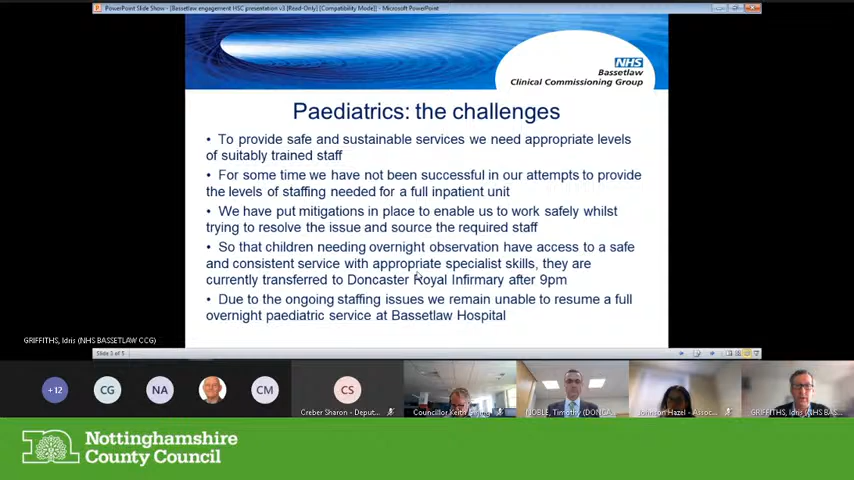 PowerPoint Slide Show - [Bassetlaw engagement HSC presentation v3 [Read-Only] [Compatibility Mode]] - Microsoft PowerPoint
NHS
Bassetlaw
Clinical Commissioning Group
Paediatrics: the challenges
• To provide safe and sustainable services we need appropriate levels
of suitably trained staff
• For some time we have not been successful in our attempts to provide
the levels of staffing needed for a full inpatient unit
• We have put mitigations in place to enable us to work safely whilst
trying to resolve the issue and source the required staff
• So that children needing overnight observation have access to a safe
and consistent service with appropriate specialist skills, they are
currently transferred to Doncaster Royal Infirmary after 9pm
• Due to the ongoing staffing issues we remain unable to resume a full
overnight paediatric service at Bassetlaw Hospital
GRIFFITHS, Idris (NHS BASSETLAW CCG)
Slide 3 of 5
+12
CG
NA
CM
CS
Creber Sharon - Deput...
Councillor Keith
NOBLE, Timothy (DONCA...
Johnson Hazel - Assoc...
GRIFFITHS, Idris (NHS BAS...
Nottinghamshire
County Council